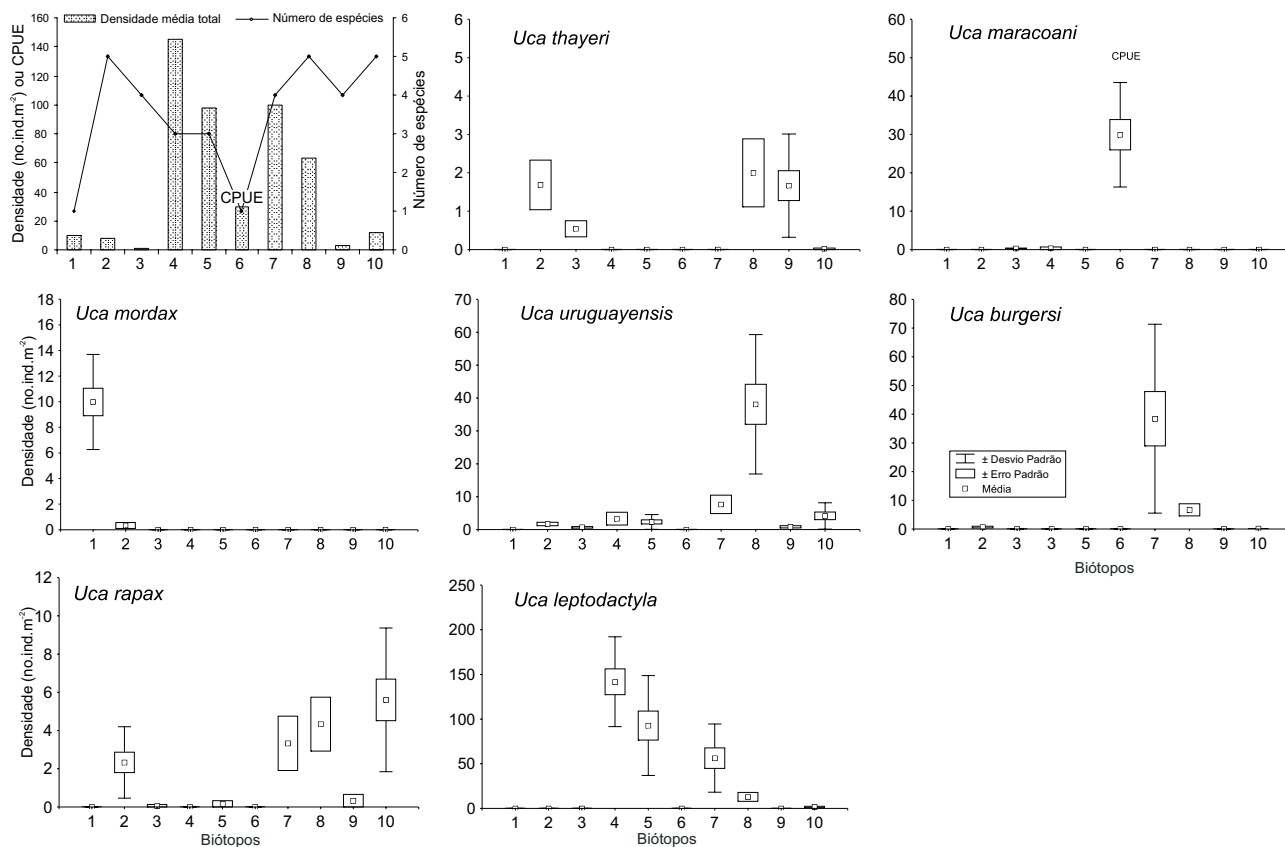 Densidade média total
Número de espécies
Densidade (no.ind.m⁻²) ou CPUE
160
140
120
100
80
60
40
20
0
CPUE
6
5
4
3
2
1
0
Número de espécies
1 2 3 4 5 6 7 8 9 10
Uca thayeri
6
5
4
3
2
1
0
1 2 3 4 5 6 7 8 9 10
Uca maracoani
CPUE
60
50
40
30
20
10
0
1 2 3 4 5 6 7 8 9 10
Uca mordax
Densidade (no.ind.m⁻²)
18
16
14
12
10
8
6
4
2
0
1 2 3 4 5 6 7 8 9 10
Uca uruguayensis
70
60
50
40
30
20
10
0
1 2 3 4 5 6 7 8 9 10
Uca burgersi
80
70
60
50
40
30
20
10
0
± Desvio Padrão
± Erro Padrão
Média
1 2 3 4 5 6 7 8 9 10
Biótopos
Uca rapax
Densidade (no.ind.m⁻²)
12
10
8
6
4
2
0
1 2 3 4 5 6 7 8 9 10
Biótopos
Uca leptodactyla
250
200
150
100
50
0
1 2 3 4 5 6 7 8 9 10
Biótopos